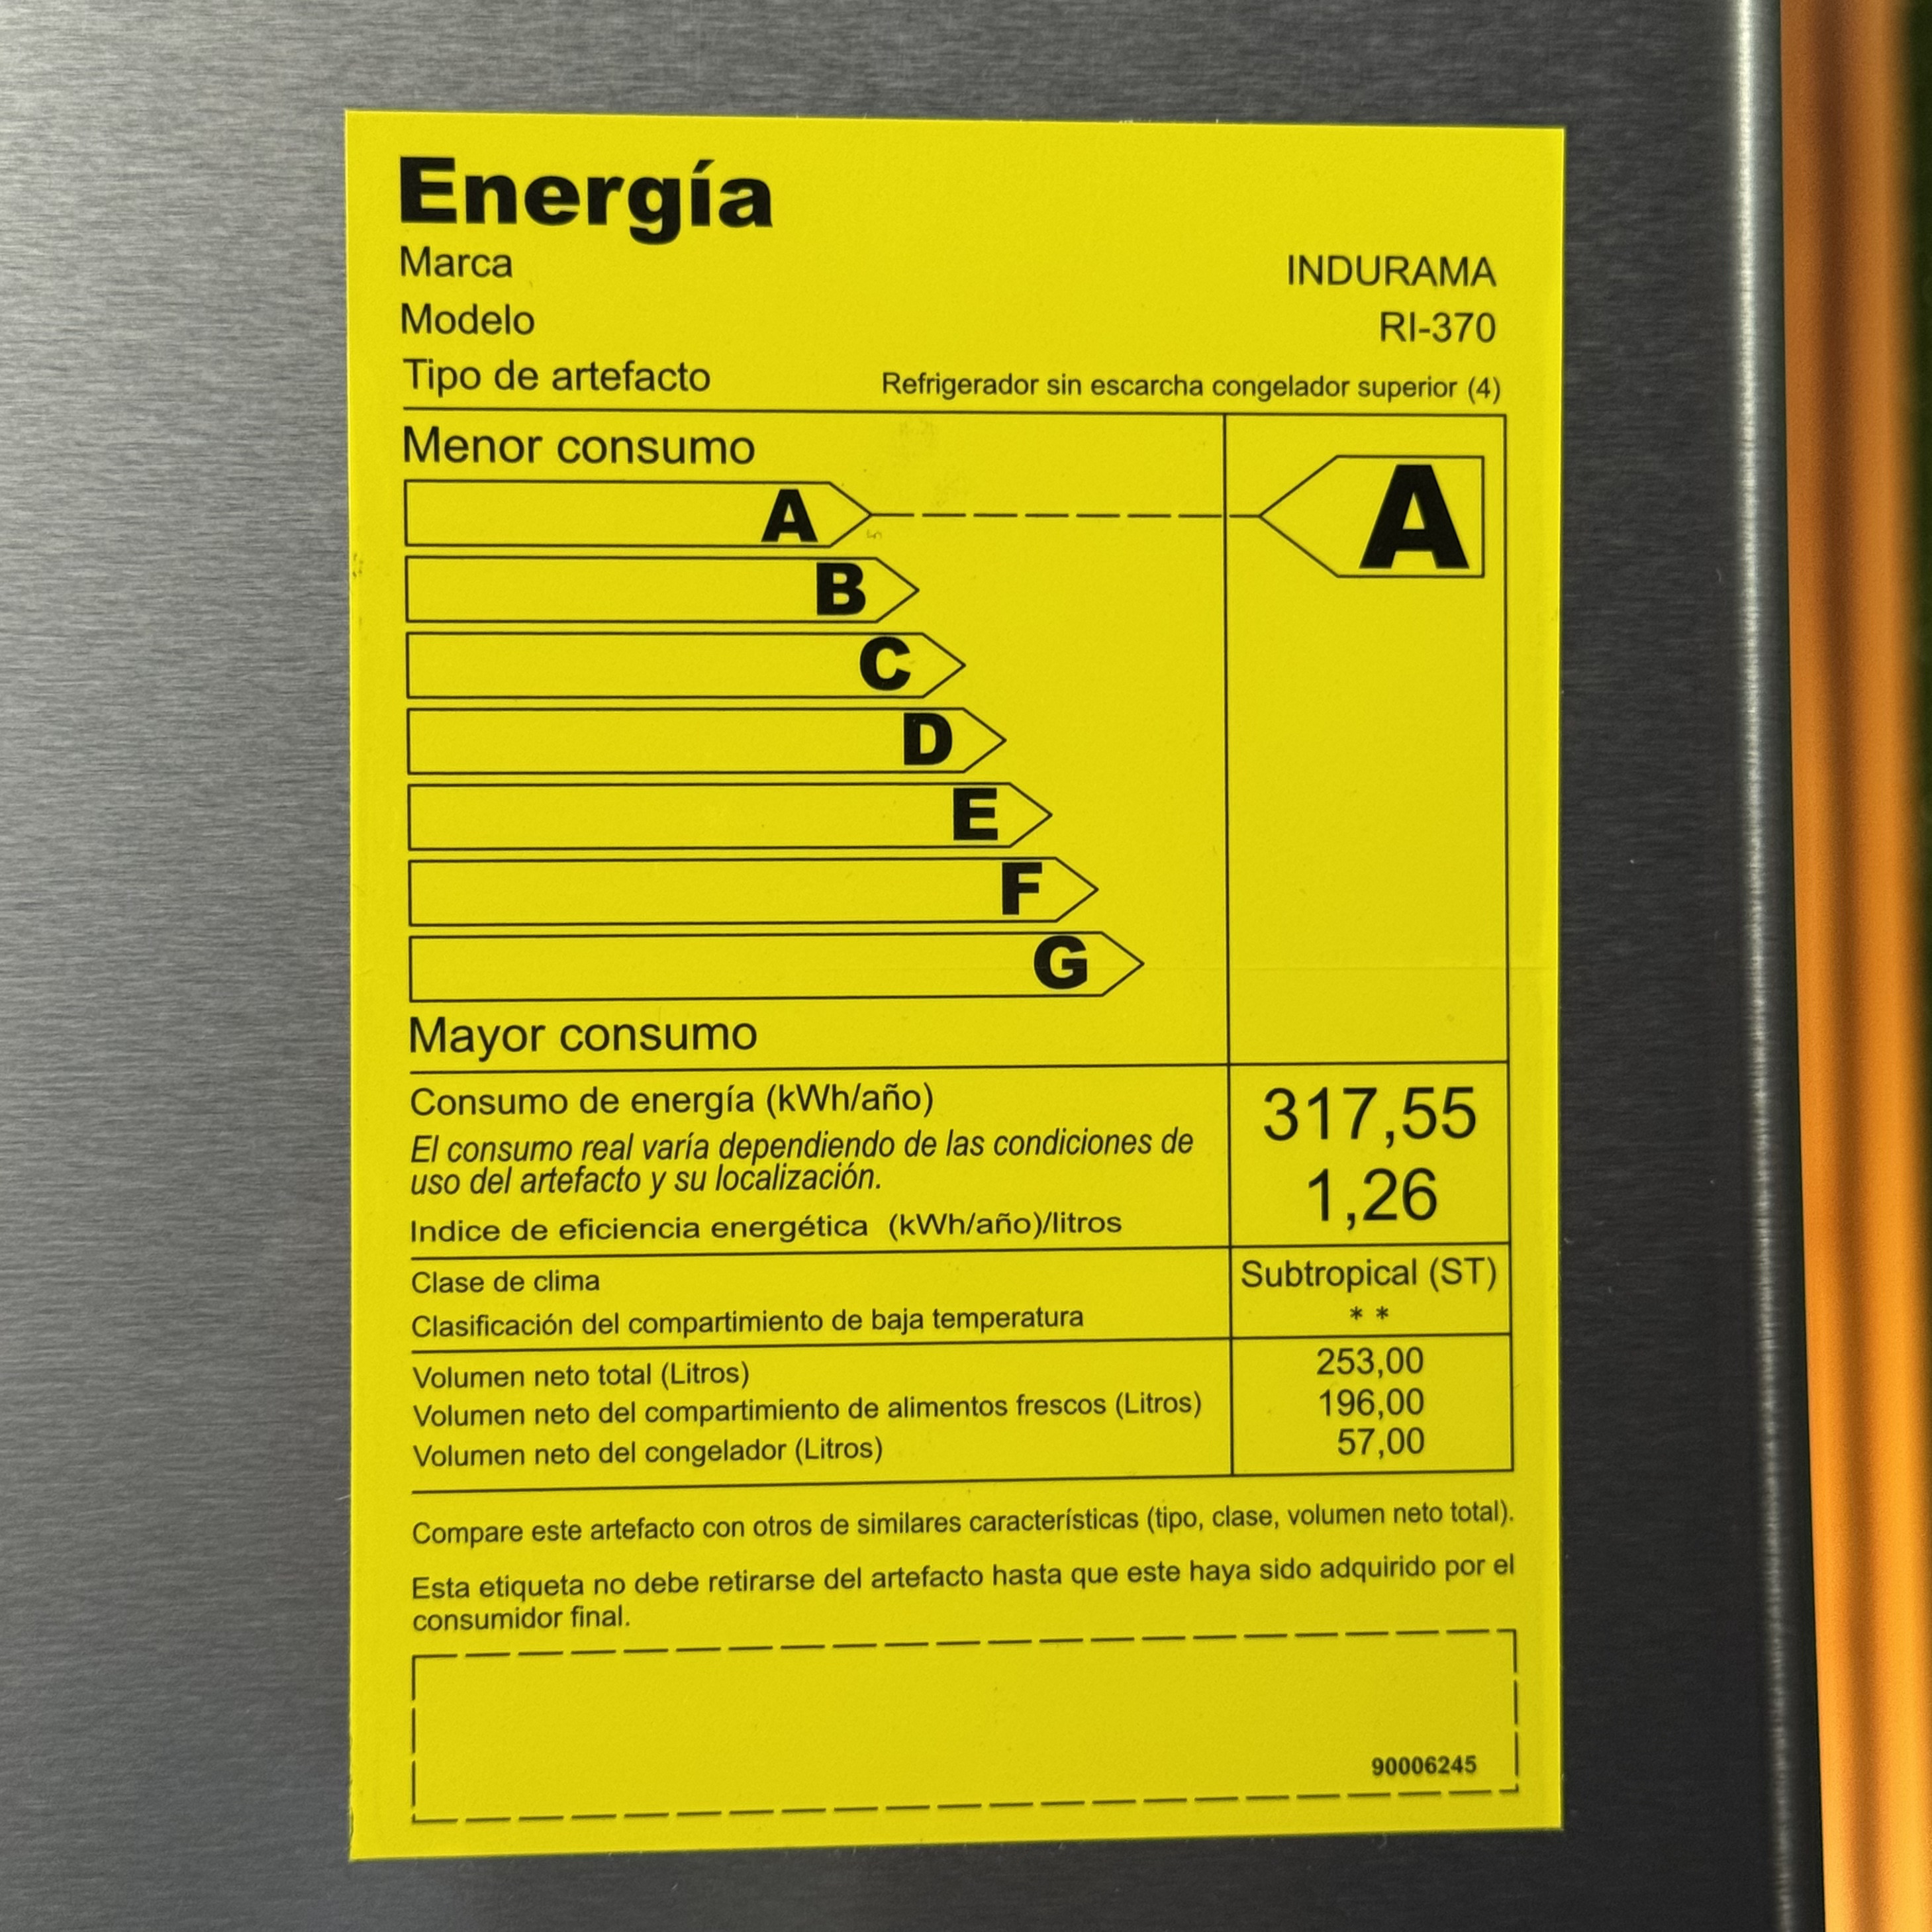 Energía
Marca INDURAMA
Modelo RI-370
Tipo de artefacto Refrigerador sin escarcha congelador superior (4)
Menor consumo
A A
B
C
D
E
F
G
Mayor consumo
Consumo de energía (kWh/año) 317,55
El consumo real varía dependiendo de las condiciones de
uso del artefacto y su localización.
Indice de eficiencia energética (kWh/año)/litros 1,26
Clase de clima Subtropical (ST)
Clasificación del compartimiento de baja temperatura * *
Volumen neto total (Litros) 253,00
Volumen neto del compartimiento de alimentos frescos (Litros) 196,00
Volumen neto del congelador (Litros) 57,00
Compare este artefacto con otros de similares características (tipo, clase, volumen neto total).
Esta etiqueta no debe retirarse del artefacto hasta que este haya sido adquirido por el
consumidor final.
90006245